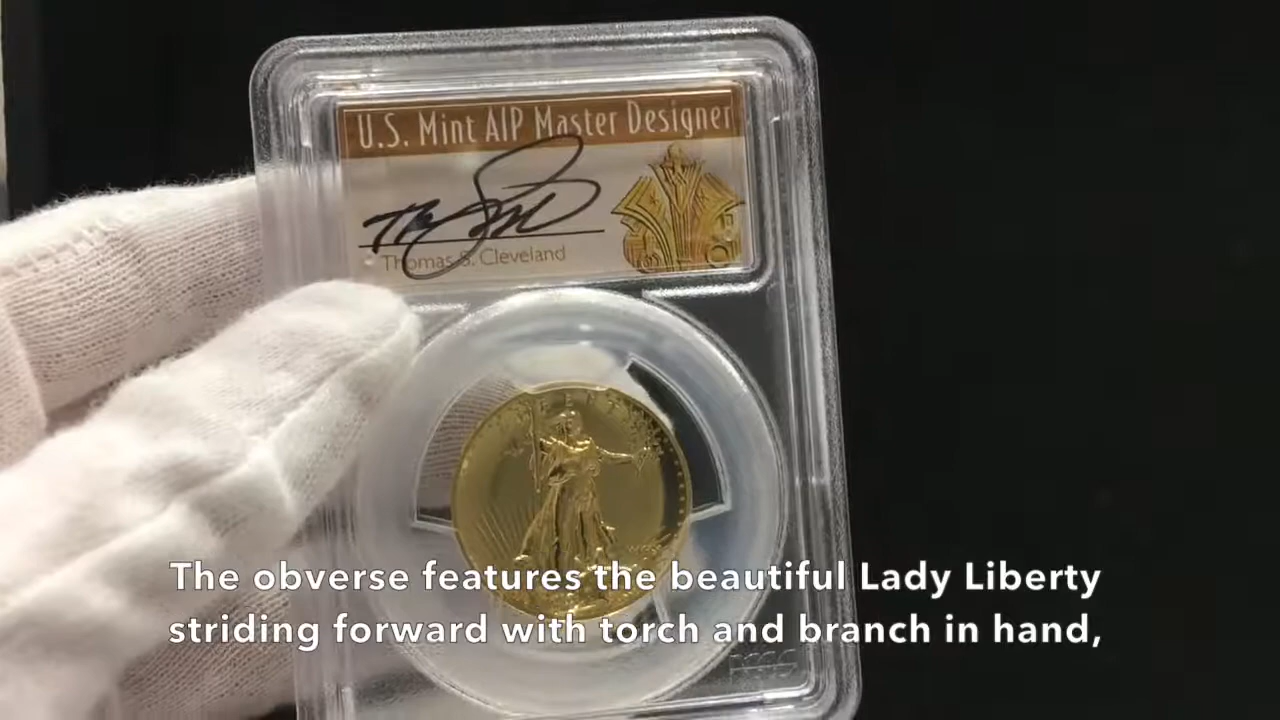 U.S. Mint AIP Master Designer
Thomas S. Cleveland
The obverse features the beautiful Lady Liberty
striding forward with torch and branch in hand,